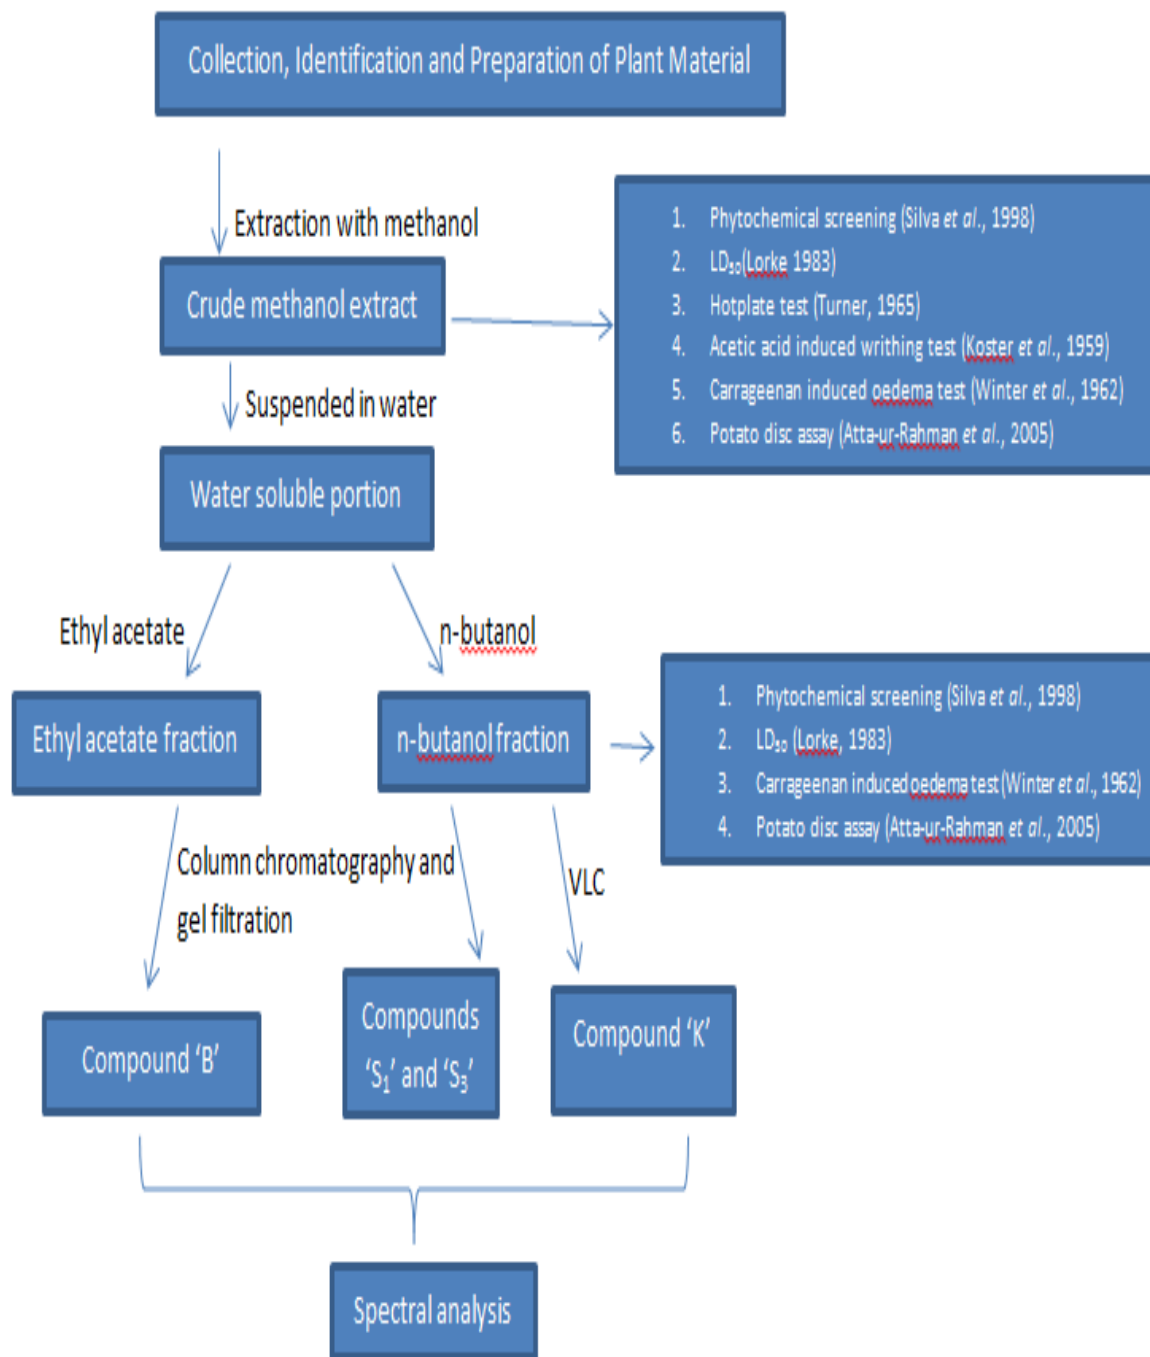 Collection, Identification and Preparation of Plant Material
Extraction with methanol
Crude methanol extract
1. Phytochemical screening (Silva et al., 1998)
2. LD₅₀(Lorke 1983)
3. Hotplate test (Turner, 1965)
4. Acetic acid induced writhing test (Koster et al., 1959)
5. Carrageenan induced oedema test (Winter et al., 1962)
6. Potato disc assay (Atta-ur-Rahman et al., 2005)
Suspended in water
Water soluble portion
Ethyl acetate
n-butanol
Ethyl acetate fraction
n-butanol fraction
1. Phytochemical screening (Silva et al., 1998)
2. LD₅₀ (Lorke, 1983)
3. Carrageenan induced oedema test (Winter et al., 1962)
4. Potato disc assay (Atta-ur-Rahman et al., 2005)
Column chromatography and
gel filtration
VLC
Compound ‘B’
Compounds
‘S₁’ and ‘S₃’
Compound ‘K’
Spectral analysis